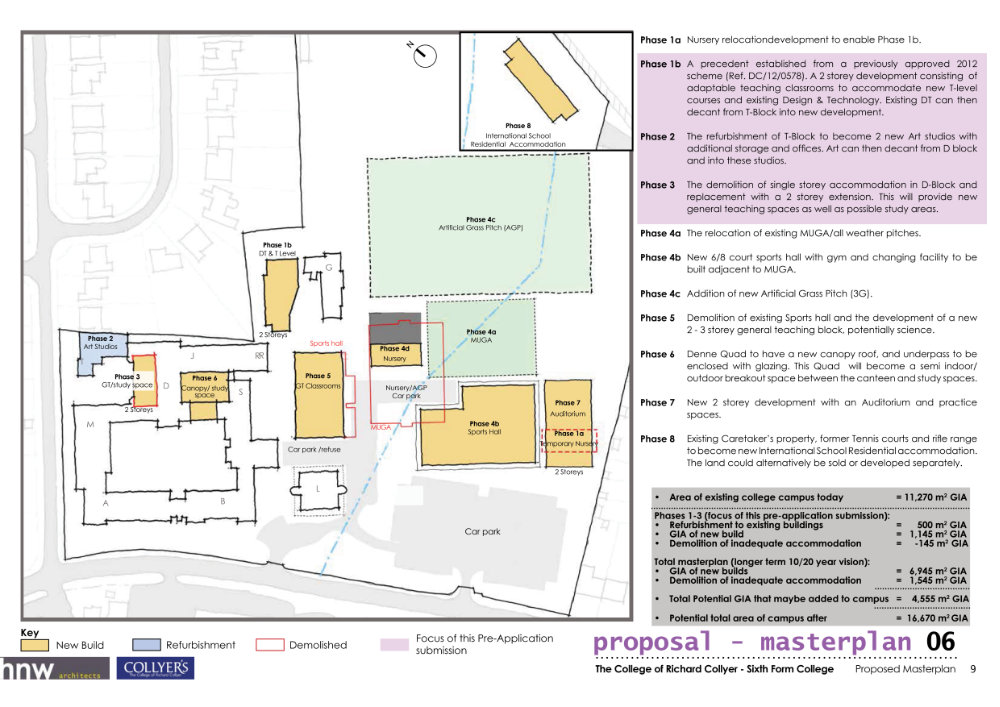 N
Phase 8
International School
Residential Accommodation
Phase 4c
Artificial Grass Pitch (AGP)
Phase 1b
DT & T Level
G
2 Storeys
Phase 2
Art Studios
J
RR
Sports hall
Phase 4a
MUGA
Phase 4d
Nursery
Phase 3
GT/study space
D
2 Storeys
Phase 6
Canopy/ study
space
S
Phase 5
GT Classrooms
Nursery/AGP
Car park
MUGA
Phase 4b
Sports Hall
Phase 7
Auditorium
Phase 1a
Temporary Nursery
2 Storeys
M
Car park /refuse
L
A
B
Car park
Phase 1a Nursery relocationdevelopment to enable Phase 1b.
Phase 1b A precedent established from a previously approved 2012
scheme (Ref. DC/12/0578). A 2 storey development consisting of
adaptable teaching classrooms to accommodate new T-level
courses and existing Design & Technology. Existing DT can then
decant from T-Block into new development.
Phase 2 The refurbishment of T-Block to become 2 new Art studios with
additional storage and offices. Art can then decant from D block
and into these studios.
Phase 3 The demolition of single storey accommodation in D-Block and
replacement with a 2 storey extension. This will provide new
general teaching spaces as well as possible study areas.
Phase 4a The relocation of existing MUGA/all weather pitches.
Phase 4b New 6/8 court sports hall with gym and changing facility to be
built adjacent to MUGA.
Phase 4c Addition of new Artificial Grass Pitch (3G).
Phase 5 Demolition of existing Sports hall and the development of a new
2 - 3 storey general teaching block, potentially science.
Phase 6 Denne Quad to have a new canopy roof, and underpass to be
enclosed with glazing. This Quad will become a semi indoor/
outdoor breakout space between the canteen and study spaces.
Phase 7 New 2 storey development with an Auditorium and practice
spaces.
Phase 8 Existing Caretaker's property, former Tennis courts and rifle range
to become new International School Residential accommodation.
The land could alternatively be sold or developed separately.
• Area of existing college campus today = 11,270 m² GIA
Phases 1-3 (focus of this pre-application submission):
• Refurbishment to existing buildings = 500 m² GIA
• GIA of new build = 1,145 m² GIA
• Demolition of inadequate accommodation = -145 m² GIA
Total masterplan (longer term 10/20 year vision):
• GIA of new builds = 6,945 m² GIA
• Demolition of inadequate accommodation = 1,545 m² GIA
• Total Potential GIA that maybe added to campus = 4,555 m² GIA
• Potential total area of campus after = 16,670 m² GIA
Key
New Build
Refurbishment
Demolished
Focus of this Pre-Application
submission
proposal - masterplan 06
hnw architects
COLLYER'S
The College of Richard Collyer
The College of Richard Collyer - Sixth Form College Proposed Masterplan 9